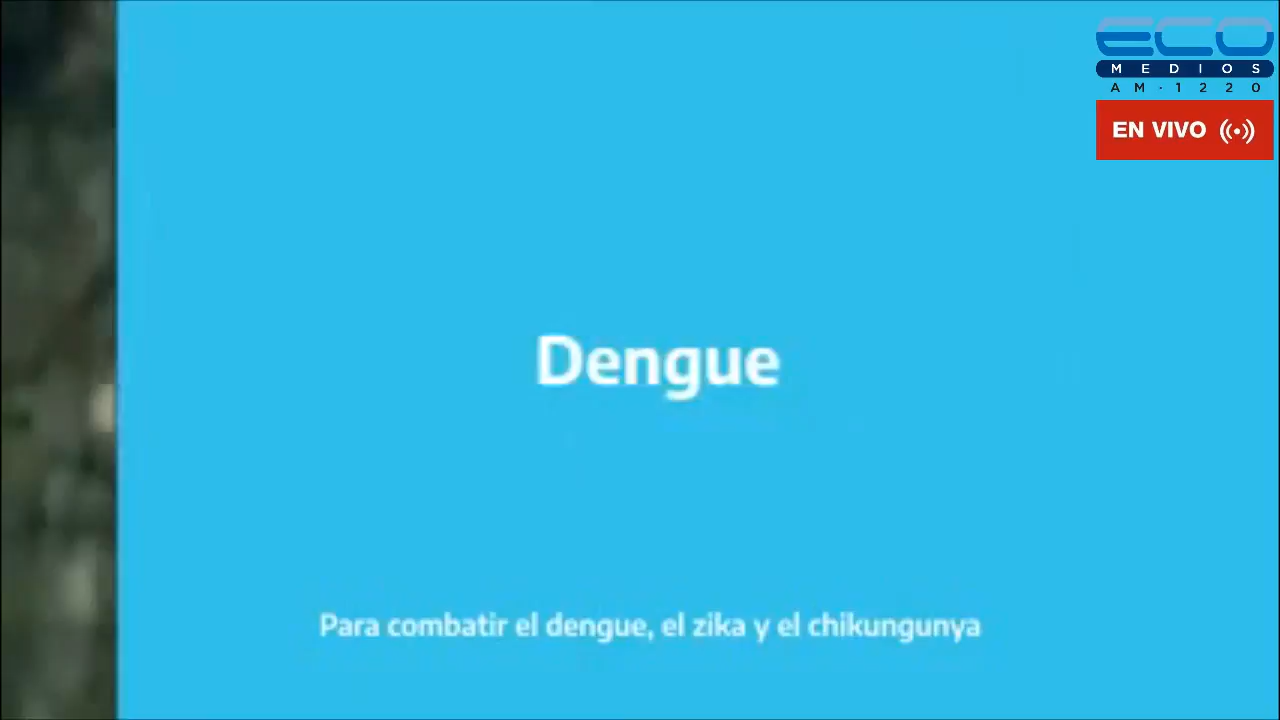 ECO
MEDIOS
AM·1220
EN VIVO
Dengue
Para combatir el dengue, el zika y el chikungunya